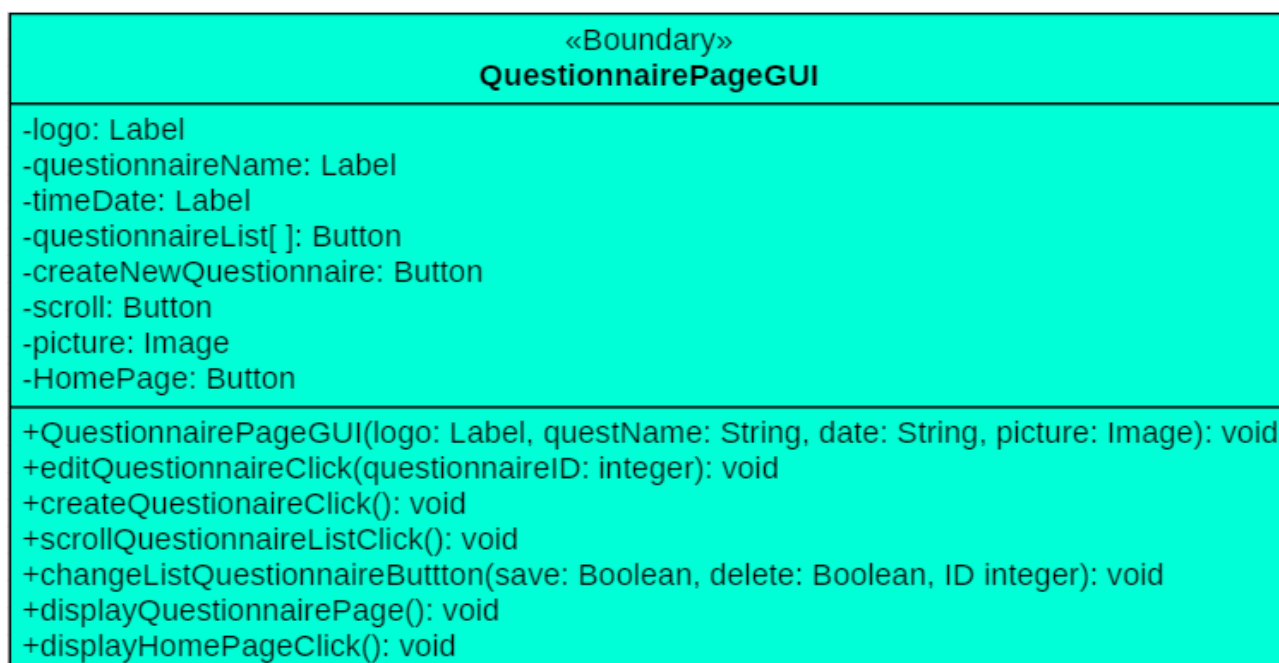 «Boundary»
QuestionnairePageGUI
-logo: Label
-questionnaireName: Label
-timeDate: Label
-questionnaireList[ ]: Button
-createNewQuestionnaire: Button
-scroll: Button
-picture: Image
-HomePage: Button
+QuestionnairePageGUI(logo: Label, questName: String, date: String, picture: Image): void
+editQuestionnaireClick(questionnaireID: integer): void
+createQuestionaireClick(): void
+scrollQuestionnaireListClick(): void
+changeListQuestionnaireButtton(save: Boolean, delete: Boolean, ID integer): void
+displayQuestionnairePage(): void
+displayHomePageClick(): void